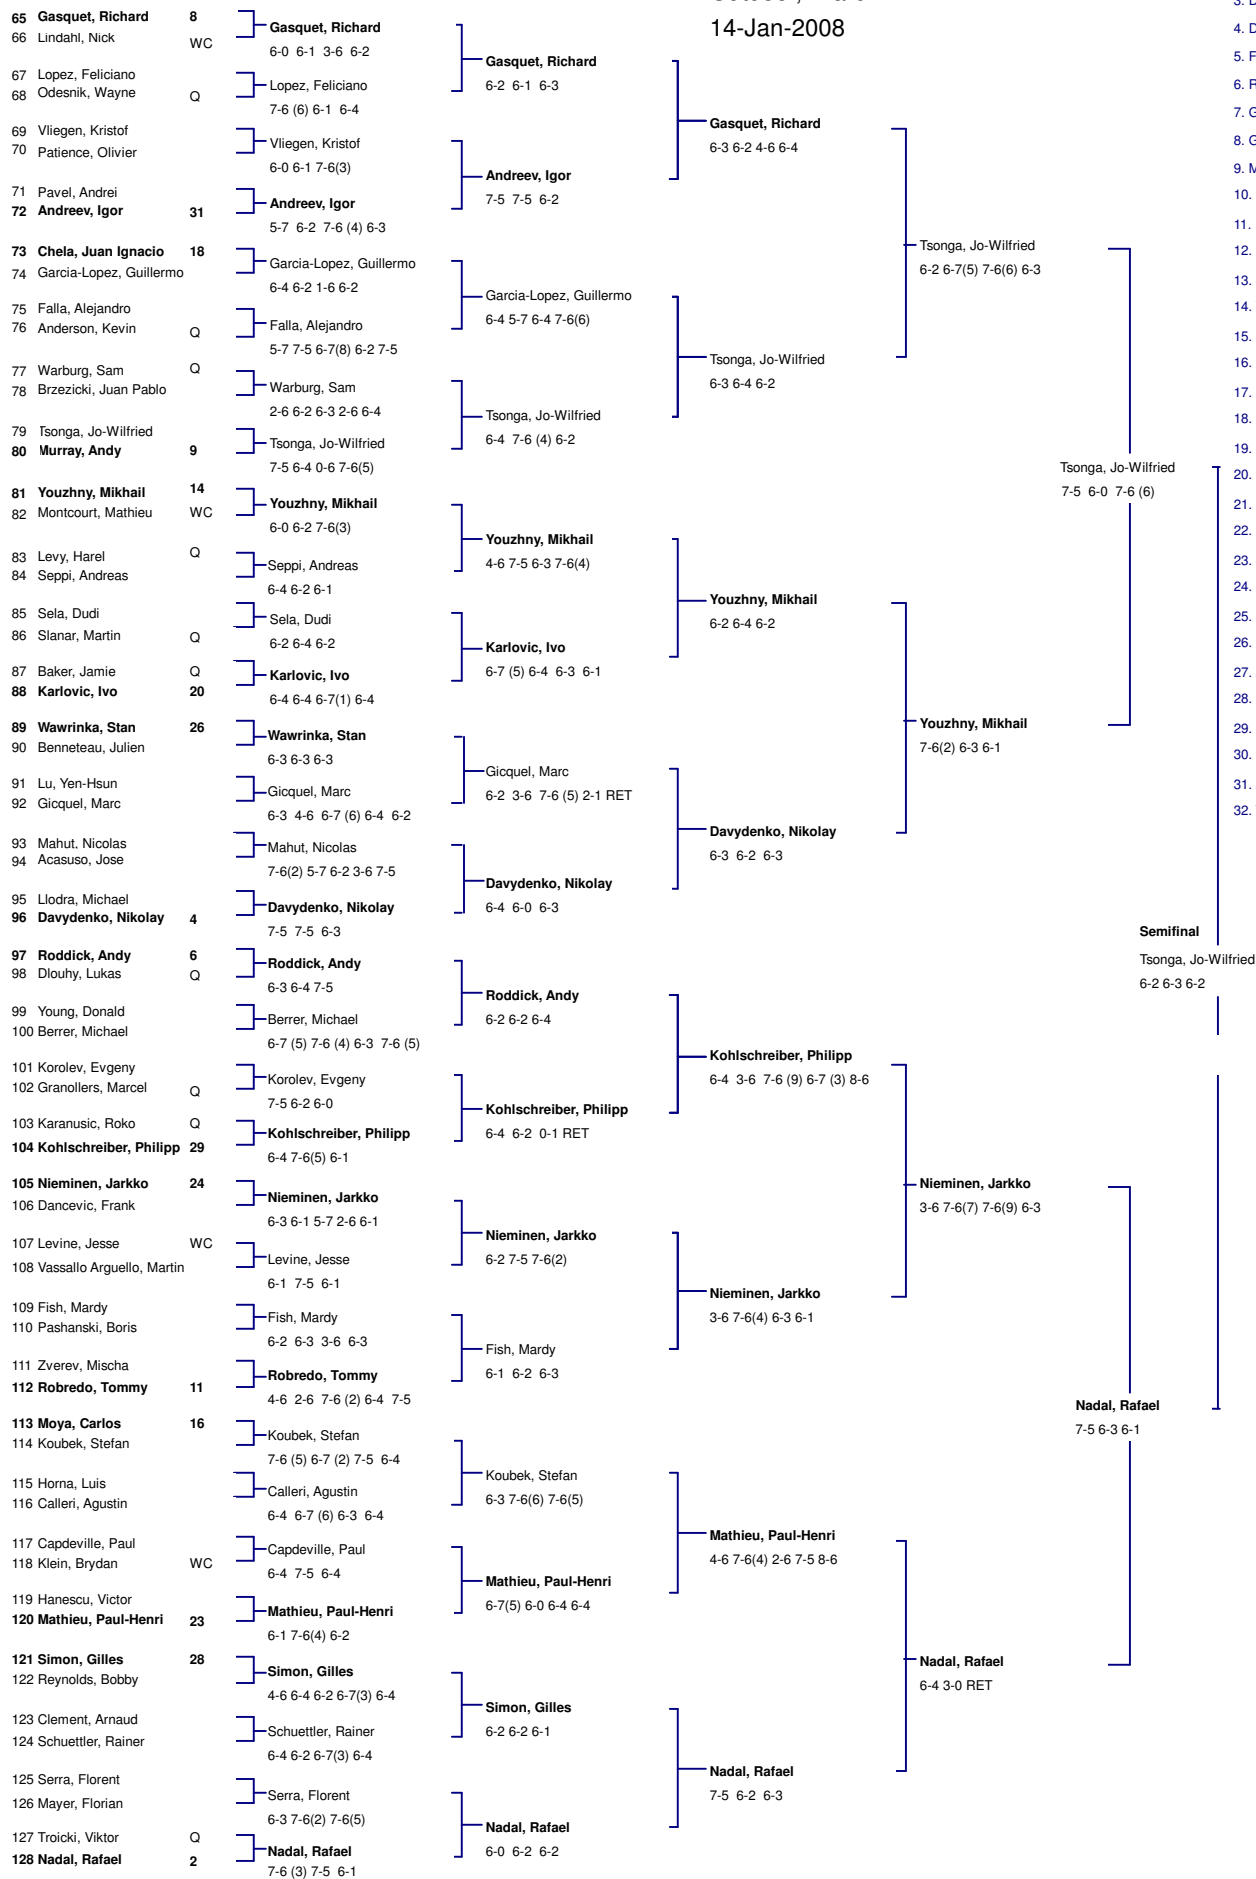 14-Jan-2008
65 Gasquet, Richard 8
66 Lindahl, Nick WC
67 Lopez, Feliciano
68 Odesnik, Wayne Q
69 Vliegen, Kristof
70 Patience, Olivier
71 Pavel, Andrei
72 Andreev, Igor 31
73 Chela, Juan Ignacio 18
74 Garcia-Lopez, Guillermo
75 Falla, Alejandro
76 Anderson, Kevin Q
77 Warburg, Sam Q
78 Brzezicki, Juan Pablo
79 Tsonga, Jo-Wilfried
80 Murray, Andy 9
81 Youzhny, Mikhail 14
82 Montcourt, Mathieu WC
83 Levy, Harel Q
84 Seppi, Andreas
85 Sela, Dudi
86 Slanar, Martin Q
87 Baker, Jamie Q
88 Karlovic, Ivo 20
89 Wawrinka, Stan 26
90 Benneteau, Julien
91 Lu, Yen-Hsun
92 Gicquel, Marc
93 Mahut, Nicolas
94 Acasuso, Jose
95 Llodra, Michael
96 Davydenko, Nikolay 4
97 Roddick, Andy 6
98 Dlouhy, Lukas Q
99 Young, Donald
100 Berrer, Michael
101 Korolev, Evgeny
102 Granollers, Marcel Q
103 Karanusic, Roko Q
104 Kohlschreiber, Philipp 29
105 Nieminen, Jarkko 24
106 Dancevic, Frank
107 Levine, Jesse WC
108 Vassallo Arguello, Martin
109 Fish, Mardy
110 Pashanski, Boris
111 Zverev, Mischa
112 Robredo, Tommy 11
113 Moya, Carlos 16
114 Koubek, Stefan
115 Horna, Luis
116 Calleri, Agustin
117 Capdeville, Paul
118 Klein, Brydan WC
119 Hanescu, Victor
120 Mathieu, Paul-Henri 23
121 Simon, Gilles 28
122 Reynolds, Bobby
123 Clement, Arnaud
124 Schuettler, Rainer
125 Serra, Florent
126 Mayer, Florian
127 Troicki, Viktor Q
128 Nadal, Rafael 2
Gasquet, Richard
6-0 6-1 3-6 6-2
Lopez, Feliciano
7-6 (6) 6-1 6-4
Vliegen, Kristof
6-0 6-1 7-6(3)
Andreev, Igor
5-7 6-2 7-6 (4) 6-3
Garcia-Lopez, Guillermo
6-4 6-2 1-6 6-2
Falla, Alejandro
5-7 7-5 6-7(8) 6-2 7-5
Warburg, Sam
2-6 6-2 6-3 2-6 6-4
Tsonga, Jo-Wilfried
7-5 6-4 0-6 7-6(5)
Youzhny, Mikhail
6-0 6-2 7-6(3)
Seppi, Andreas
6-4 6-2 6-1
Sela, Dudi
6-2 6-4 6-2
Karlovic, Ivo
6-4 6-4 6-7(1) 6-4
Wawrinka, Stan
6-3 6-3 6-3
Gicquel, Marc
6-3 4-6 6-7 (6) 6-4 6-2
Mahut, Nicolas
7-6(2) 5-7 6-2 3-6 7-5
Davydenko, Nikolay
7-5 7-5 6-3
Roddick, Andy
6-3 6-4 7-5
Berrer, Michael
6-7 (5) 7-6 (4) 6-3 7-6 (5)
Korolev, Evgeny
7-5 6-2 6-0
Kohlschreiber, Philipp
6-4 7-6(5) 6-1
Nieminen, Jarkko
6-3 6-1 5-7 2-6 6-1
Levine, Jesse
6-1 7-5 6-1
Fish, Mardy
6-2 6-3 3-6 6-3
Robredo, Tommy
4-6 2-6 7-6 (2) 6-4 7-5
Koubek, Stefan
7-6 (5) 6-7 (2) 7-5 6-4
Calleri, Agustin
6-4 6-7 (6) 6-3 6-4
Capdeville, Paul
6-4 7-5 6-4
Mathieu, Paul-Henri
6-1 7-6(4) 6-2
Simon, Gilles
4-6 6-4 6-2 6-7(3) 6-4
Schuettler, Rainer
6-4 6-2 6-7(3) 6-4
Serra, Florent
6-3 7-6(2) 7-6(5)
Nadal, Rafael
7-6 (3) 7-5 6-1
Gasquet, Richard
6-2 6-1 6-3
Andreev, Igor
7-5 7-5 6-2
Garcia-Lopez, Guillermo
6-4 5-7 6-4 7-6(6)
Tsonga, Jo-Wilfried
6-4 7-6 (4) 6-2
Youzhny, Mikhail
4-6 7-5 6-3 7-6(4)
Karlovic, Ivo
6-7 (5) 6-4 6-3 6-1
Gicquel, Marc
6-2 3-6 7-6 (5) 2-1 RET
Davydenko, Nikolay
6-4 6-0 6-3
Roddick, Andy
6-2 6-2 6-4
Kohlschreiber, Philipp
6-4 6-2 0-1 RET
Nieminen, Jarkko
6-2 7-5 7-6(2)
Fish, Mardy
6-1 6-2 6-3
Koubek, Stefan
6-3 7-6(6) 7-6(5)
Mathieu, Paul-Henri
6-7(5) 6-0 6-4 6-4
Simon, Gilles
6-2 6-2 6-1
Nadal, Rafael
6-0 6-2 6-2
Gasquet, Richard
6-3 6-2 4-6 6-4
Tsonga, Jo-Wilfried
6-3 6-4 6-2
Youzhny, Mikhail
6-2 6-4 6-2
Davydenko, Nikolay
6-3 6-2 6-3
Kohlschreiber, Philipp
6-4 3-6 7-6 (9) 6-7 (3) 8-6
Nieminen, Jarkko
3-6 7-6(4) 6-3 6-1
Mathieu, Paul-Henri
4-6 7-6(4) 2-6 7-5 8-6
Nadal, Rafael
7-5 6-2 6-3
Tsonga, Jo-Wilfried
6-2 6-7(5) 7-6(6) 6-3
Youzhny, Mikhail
7-6(2) 6-3 6-1
Nieminen, Jarkko
3-6 7-6(7) 7-6(9) 6-3
Nadal, Rafael
6-4 3-0 RET
Tsonga, Jo-Wilfried
7-5 6-0 7-6 (6)
Nadal, Rafael
7-5 6-3 6-1
Semifinal
Tsonga, Jo-Wilfried
6-2 6-3 6-2
4. D
5. F
6. R
7. G
8. G
9. M
10.
11.
12.
13.
14.
15.
16.
17.
18.
19.
20.
21.
22.
23.
24.
25.
26.
27.
28.
29.
30.
31.
32.